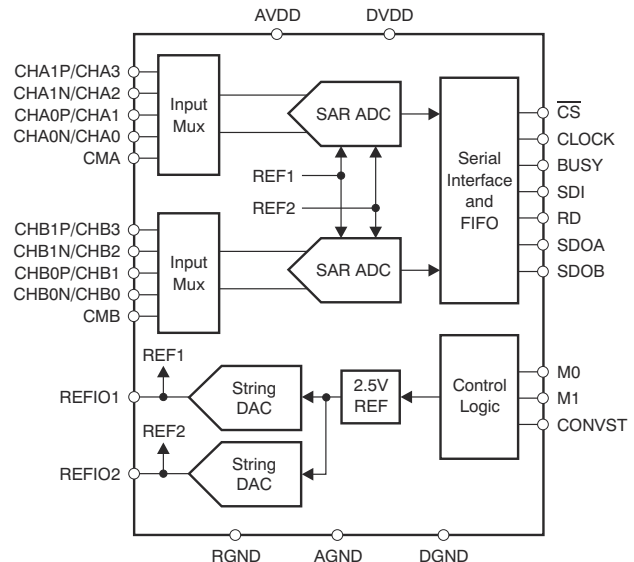 AVDD
DVDD
CHA1P/CHA3
CHA1N/CHA2
CHA0P/CHA1
CHA0N/CHA0
CMA
Input
Mux
SAR ADC
REF1
REF2
Serial
Interface
and
FIFO
CS
CLOCK
BUSY
SDI
RD
SDOA
SDOB
CHB1P/CHB3
CHB1N/CHB2
CHB0P/CHB1
CHB0N/CHB0
CMB
Input
Mux
SAR ADC
REF1
REFIO1
String
DAC
2.5V
REF
Control
Logic
M0
M1
CONVST
REF2
REFIO2
String
DAC
RGND
AGND
DGND